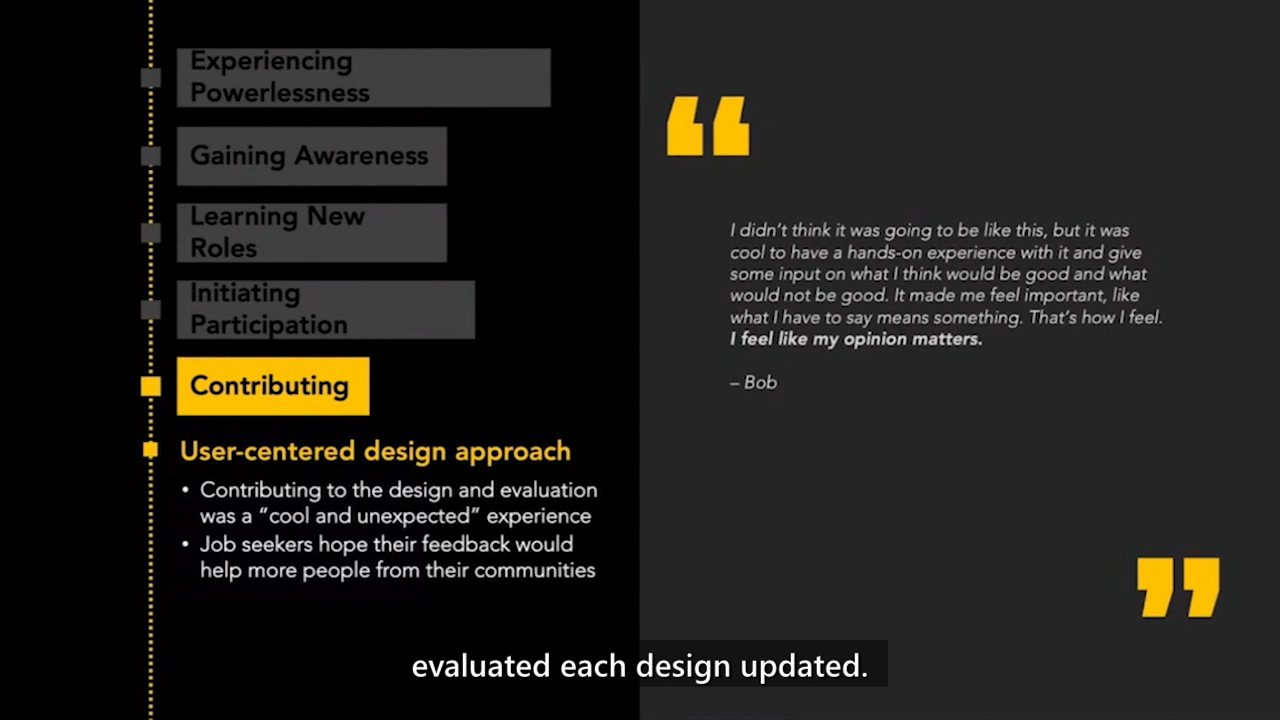 Experiencing
Powerlessness
Gaining Awareness
Learning New
Roles
Initiating
Participation
Contributing
User-centered design approach
• Contributing to the design and evaluation
was a “cool and unexpected” experience
• Job seekers hope their feedback would
help more people from their communities
“
I didn’t think it was going to be like this, but it was
cool to have a hands-on experience with it and give
some input on what I think would be good and what
would not be good. It made me feel important, like
what I have to say means something. That’s how I feel.
I feel like my opinion matters.
– Bob
”
evaluated each design updated.